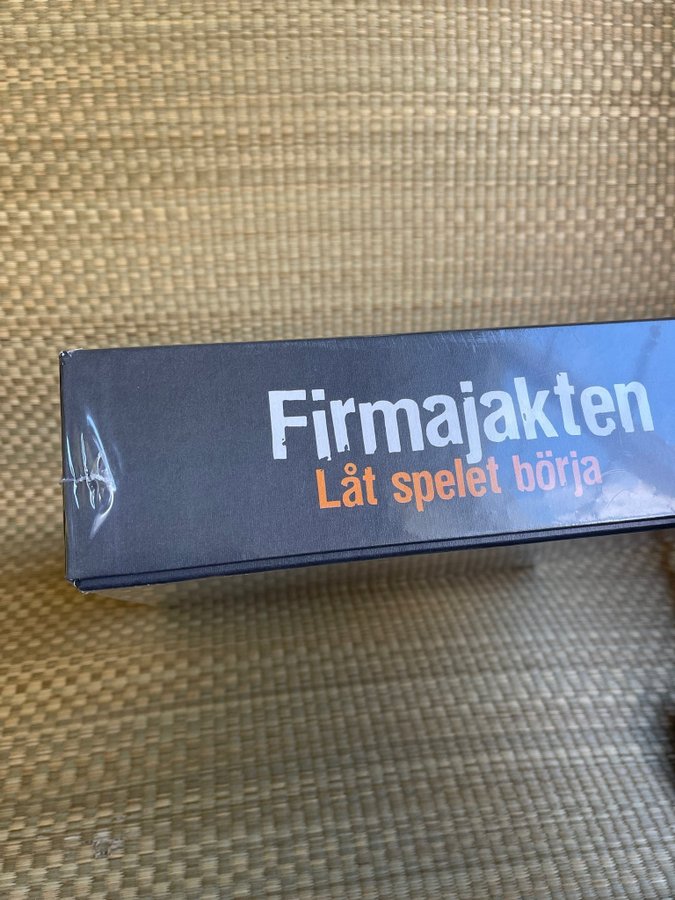 Firmajakten
Låt spelet börja